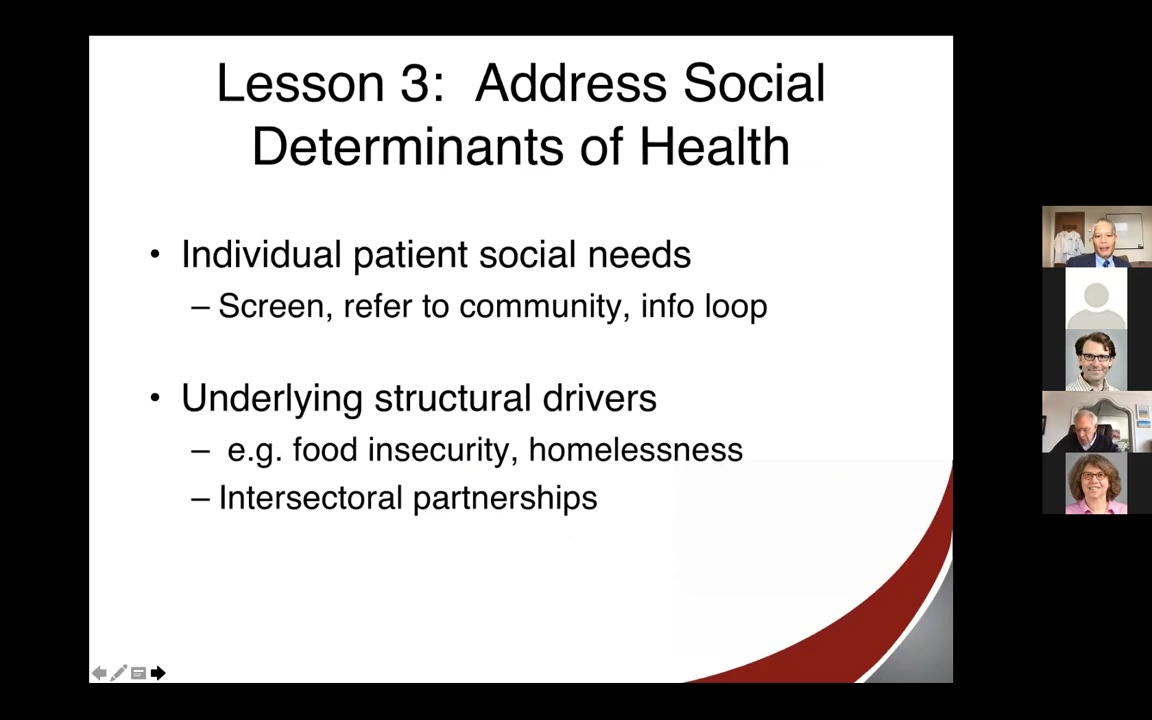 Lesson 3: Address Social
Determinants of Health
• Individual patient social needs
– Screen, refer to community, info loop
• Underlying structural drivers
– e.g. food insecurity, homelessness
– Intersectoral partnerships